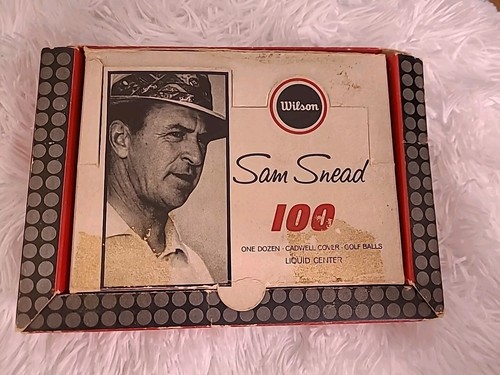 Wilson
Sam Snead
100
ONE DOZEN · CADWELL COVER · GOLF BALLS
LIQUID CENTER